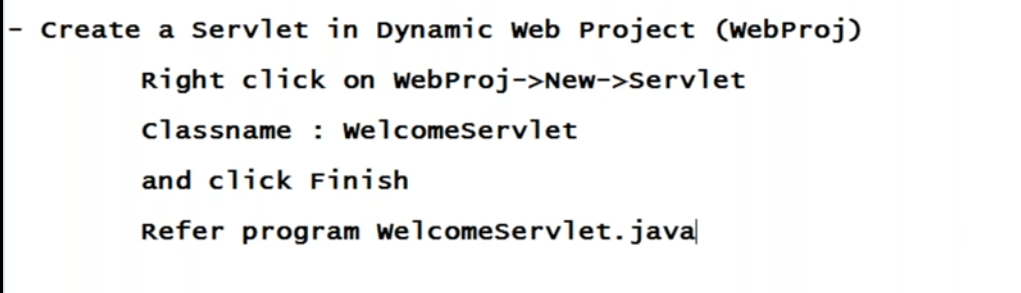 - Create a Servlet in Dynamic Web Project (WebProj)
Right click on WebProj->New->Servlet
Classname : WelcomeServlet
and click Finish
Refer program WelcomeServlet.java